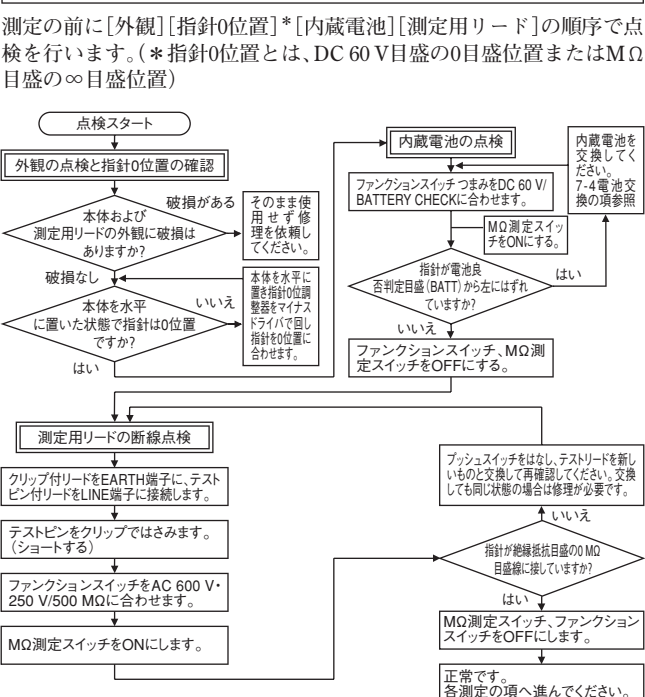 測定の前に[外観][指針0位置]*[内蔵電池][測定用リード]の順序で点
検を行います。(*指針0位置とは、DC 60 V目盛の0目盛位置またはMΩ
目盛の∞目盛位置)
点検スタート
外観の点検と指針0位置の確認
本体および
測定用リードの外観に破損は
ありますか?
破損がある
そのまま使
用せず修
理を依頼し
てください。
破損なし
本体を水平
に置いた状態で指針は0位置
ですか?
いいえ
本体を水平に
置き指針0位調
整器をマイナス
ドライバで回し
指針を0位置に
合わせます。
はい
内蔵電池の点検
ファンクションスイッチ つまみをDC 60 V/
BATTERY CHECKに合わせます。
MΩ測定スイッ
チをONにする。
指針が電池良
否判定目盛(BATT)から左にはずれ
ていますか?
はい
内蔵電池を
交換してく
ださい。
7-4電池交
換の項参照
いいえ
ファンクションスイッチ、MΩ測
定スイッチをOFFにする。
測定用リードの断線点検
クリップ付リードをEARTH端子に、テスト
ピン付リードをLINE端子に接続します。
テストピンをクリップではさみます。
(ショートする)
ファンクションスイッチをAC 600 V・
250 V/500 MΩに合わせます。
MΩ測定スイッチをONにします。
プッシュスイッチをはなし、テストリードを新し
いものと交換して再確認してください。交換
しても同じ状態の場合は修理が必要です。
いいえ
指針が絶縁抵抗目盛の0 MΩ
目盛線に接していますか?
はい
MΩ測定スイッチ、ファンクション
スイッチをOFFにします。
正常です。
各測定の項へ進んでください。